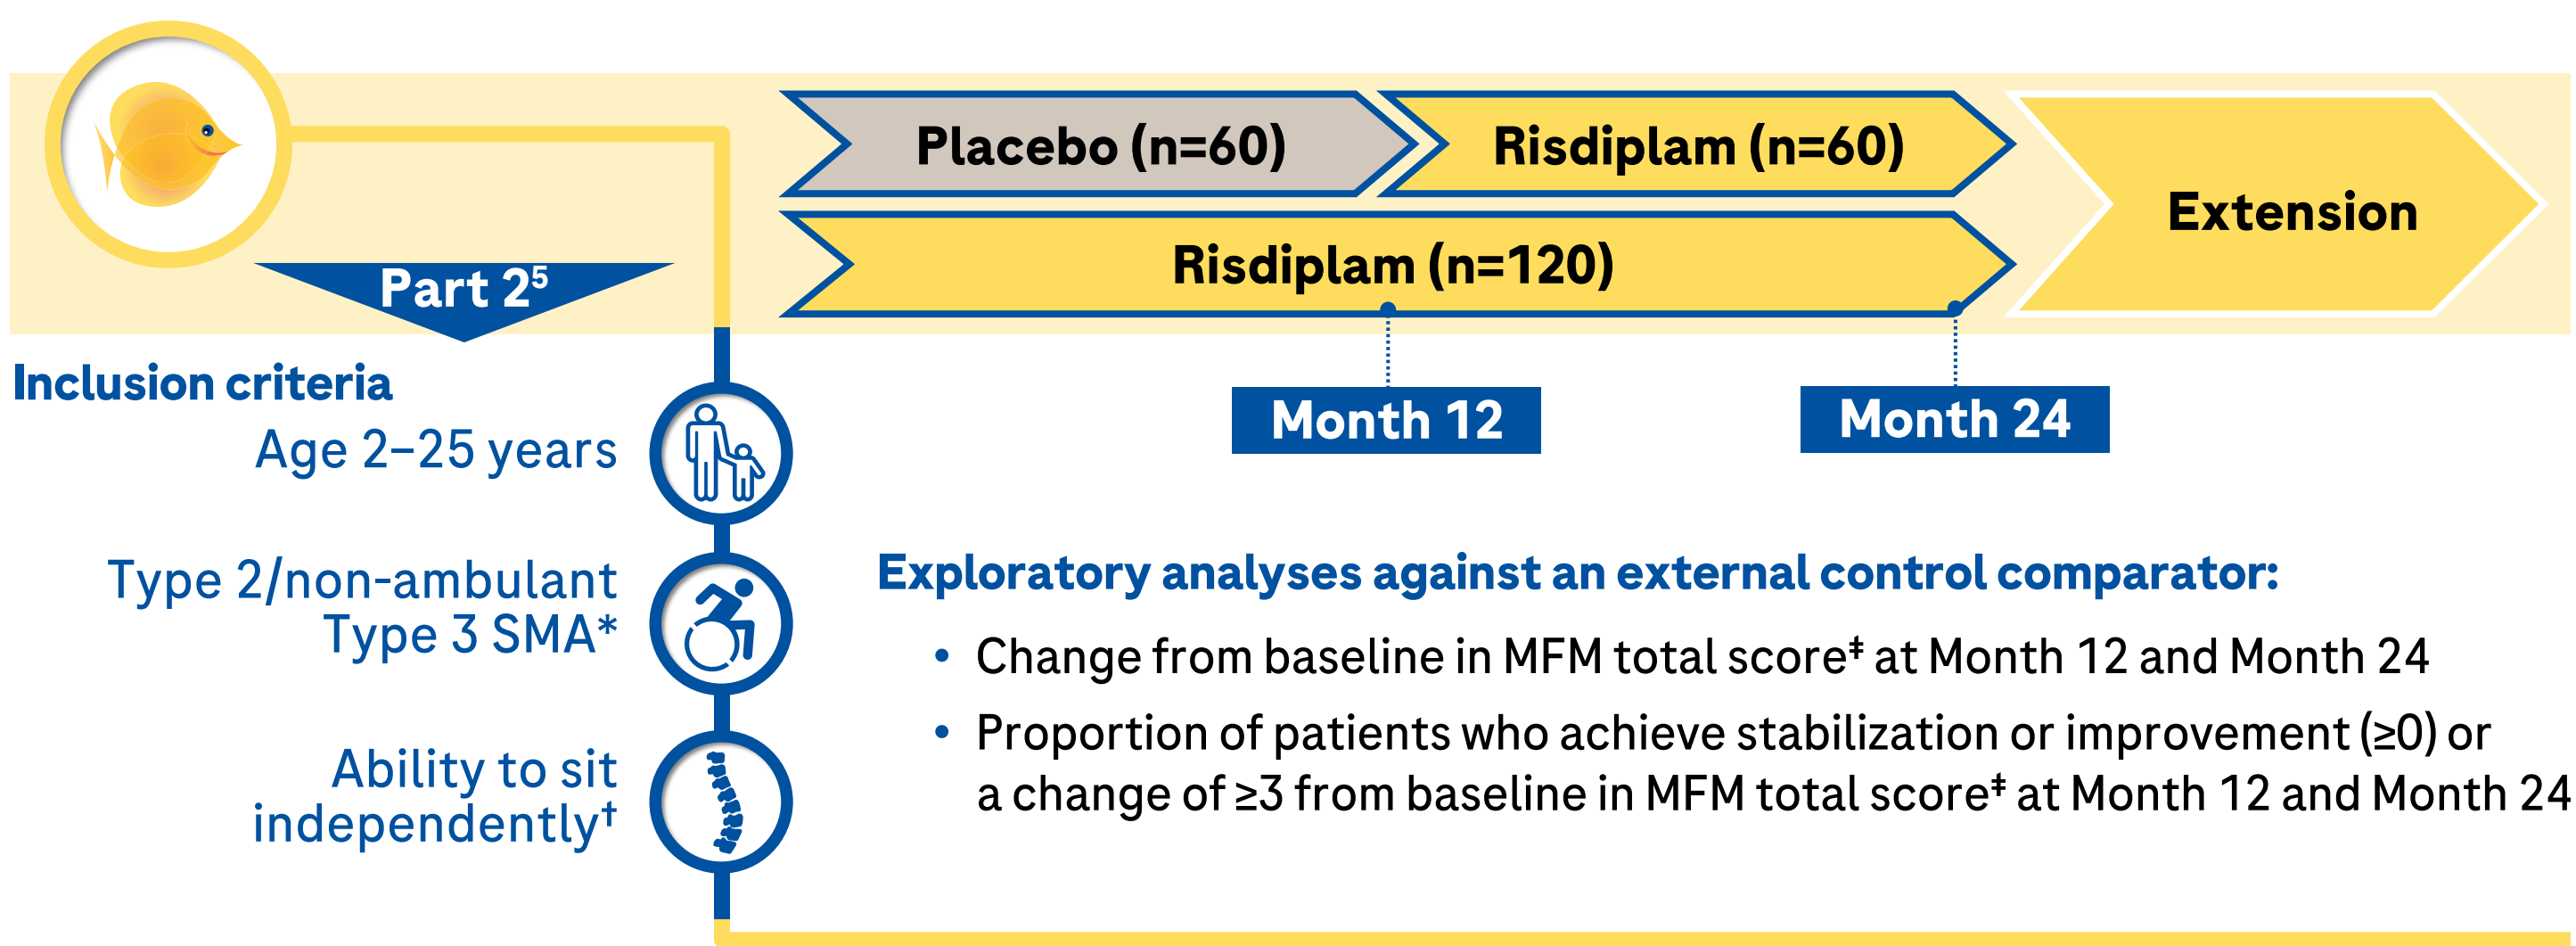 Placebo (n=60)
Risdiplam (n=60)
Risdiplam (n=120)
Extension
Part 2⁵
Month 12
Month 24
Inclusion criteria
Age 2–25 years
Type 2/non-ambulant
Type 3 SMA*
Ability to sit
independently†
Exploratory analyses against an external control comparator:
• Change from baseline in MFM total score‡ at Month 12 and Month 24
• Proportion of patients who achieve stabilization or improvement (≥0) or
a change of ≥3 from baseline in MFM total score‡ at Month 12 and Month 24